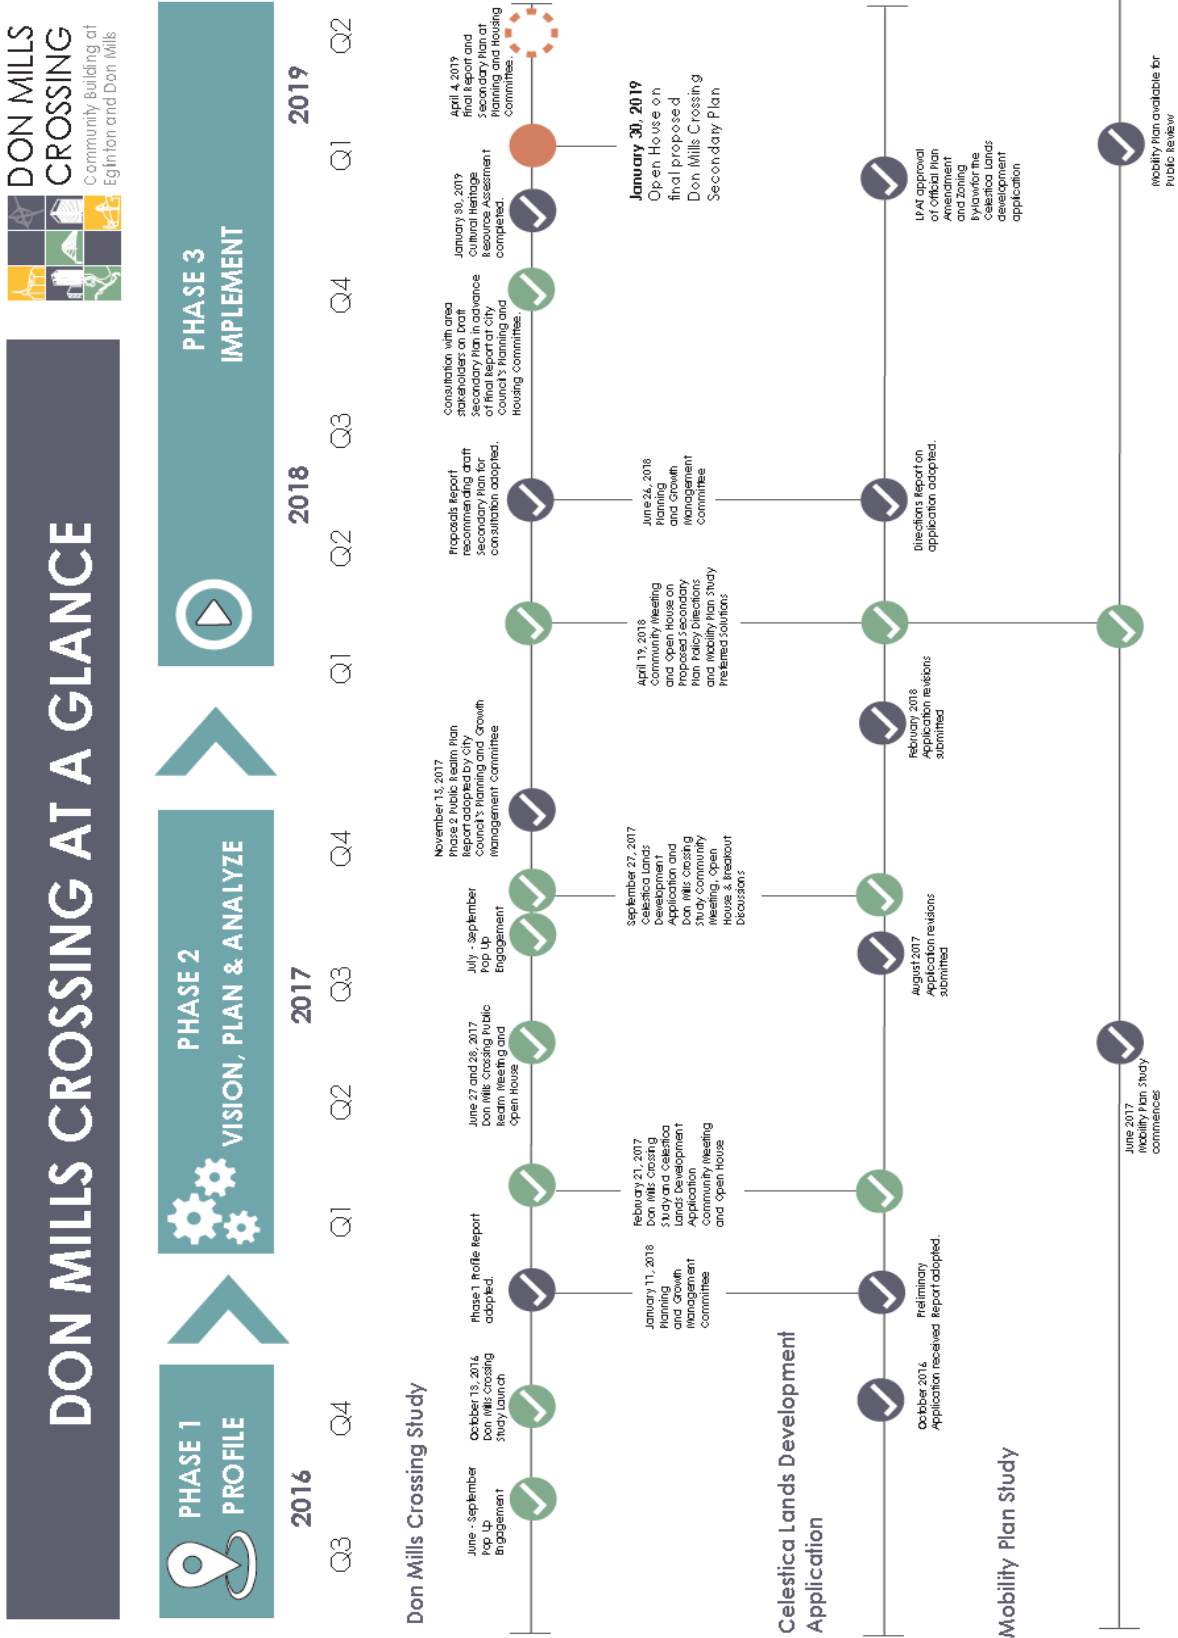 DON MILLS CROSSING AT A GLANCE
DON MILLS
CROSSING
Community Building at
Eglinton and Don Mills
PHASE 1
PROFILE
PHASE 2
VISION, PLAN & ANALYZE
PHASE 3
IMPLEMENT
2016
2017
2018
2019
Q3
Q4
Q1
Q2
Q3
Q4
Q1
Q2
Q3
Q4
Q1
Q2
Don Mills Crossing Study
June - September
Pop Up
Engagement
October 18, 2016
Don Mills Crossing
Study Launch
Phase 1 Profile Report
adopted.
June 27 and 28, 2017
Don Mills Crossing Public
Realm Meeting and
Open House
July - September
Pop Up
Engagement
November 15, 2017
Phase 2 Public Realm Plan
Report adopted by City
Council's Planning and Growth
Management Committee
Proposals Report
recommending draft
Secondary Plan for
consultation adopted.
Consultation with area
stakeholders on Draft
Secondary Plan in advance
of Final Report at City
Council's Planning and
Housing Committee.
January 30, 2019
Cultural Heritage
Resource Assessment
completed.
April 4, 2019
Final Report and
Secondary Plan at
Planning and Housing
Committee.
January 11, 2018
Planning
and Growth
Management
Committee
February 21, 2017
Don Mills Crossing
Study and Celestica
Lands Development
Application
Community Meeting
and Open House
September 27, 2017
Celestica Lands
Development
Application and
Don Mills Crossing
Study Community
Meeting, Open
House & Breakout
Discussions
April 19, 2018
Community Meeting
and Open House on
Proposed Secondary
Plan Policy Directions
and Mobility Plan Study
Preferred Solutions
June 26, 2018
Planning
and Growth
Management
Committee
January 30, 2019
Open House on
final proposed
Don Mills Crossing
Secondary Plan
Celestica Lands Development
Application
October 2016
Application received
Preliminary
Report adopted.
August 2017
Application revisions
submitted
February 2018
Application revisions
submitted
Directions Report on
application adopted.
LPAT approval
of Official Plan
Amendment
and Zoning
By-law for the
Celestica Lands
development
application
Mobility Plan Study
June 2017
Mobility Plan Study
commences
Mobility Plan available for
Public Review